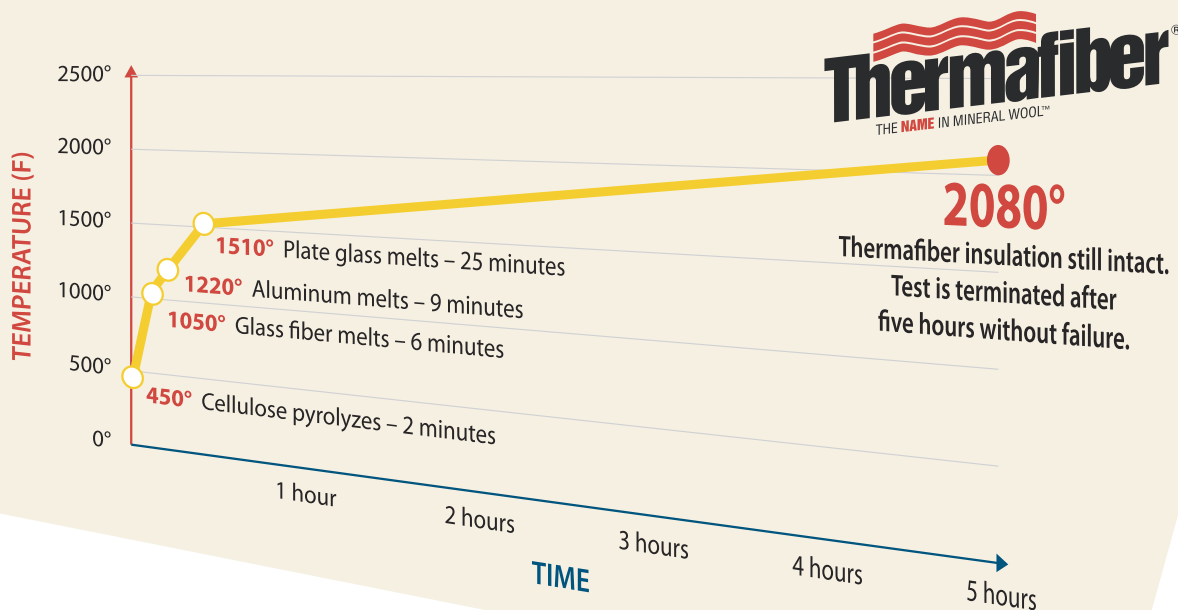 Thermafiber®
THE NAME IN MINERAL WOOL™
TEMPERATURE (F)
2500°
2000°
1500°
1000°
500°
0°
2080°
Thermafiber insulation still intact.
Test is terminated after
five hours without failure.
1510° Plate glass melts – 25 minutes
1220° Aluminum melts – 9 minutes
1050° Glass fiber melts – 6 minutes
450° Cellulose pyrolyzes – 2 minutes
1 hour
2 hours
3 hours
4 hours
5 hours
TIME